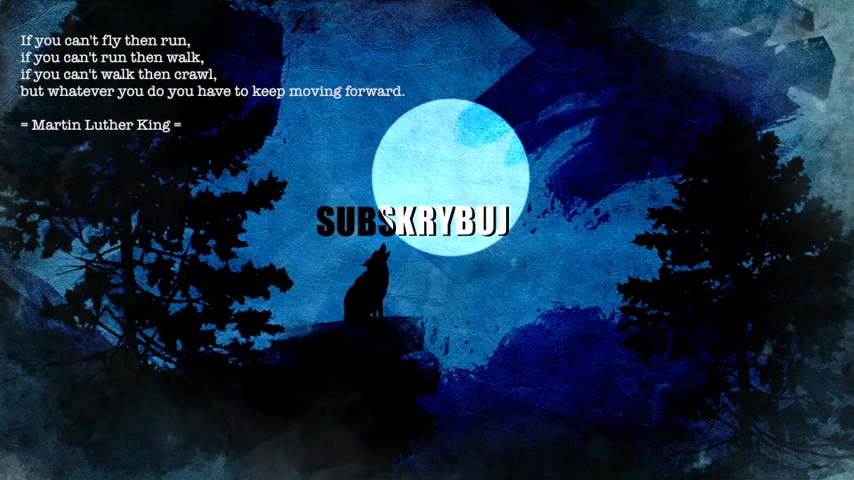 If you can't fly then run,
if you can't run then walk,
if you can't walk then crawl,
but whatever you do you have to keep moving forward.
= Martin Luther King =
SUBSKRYBUJ